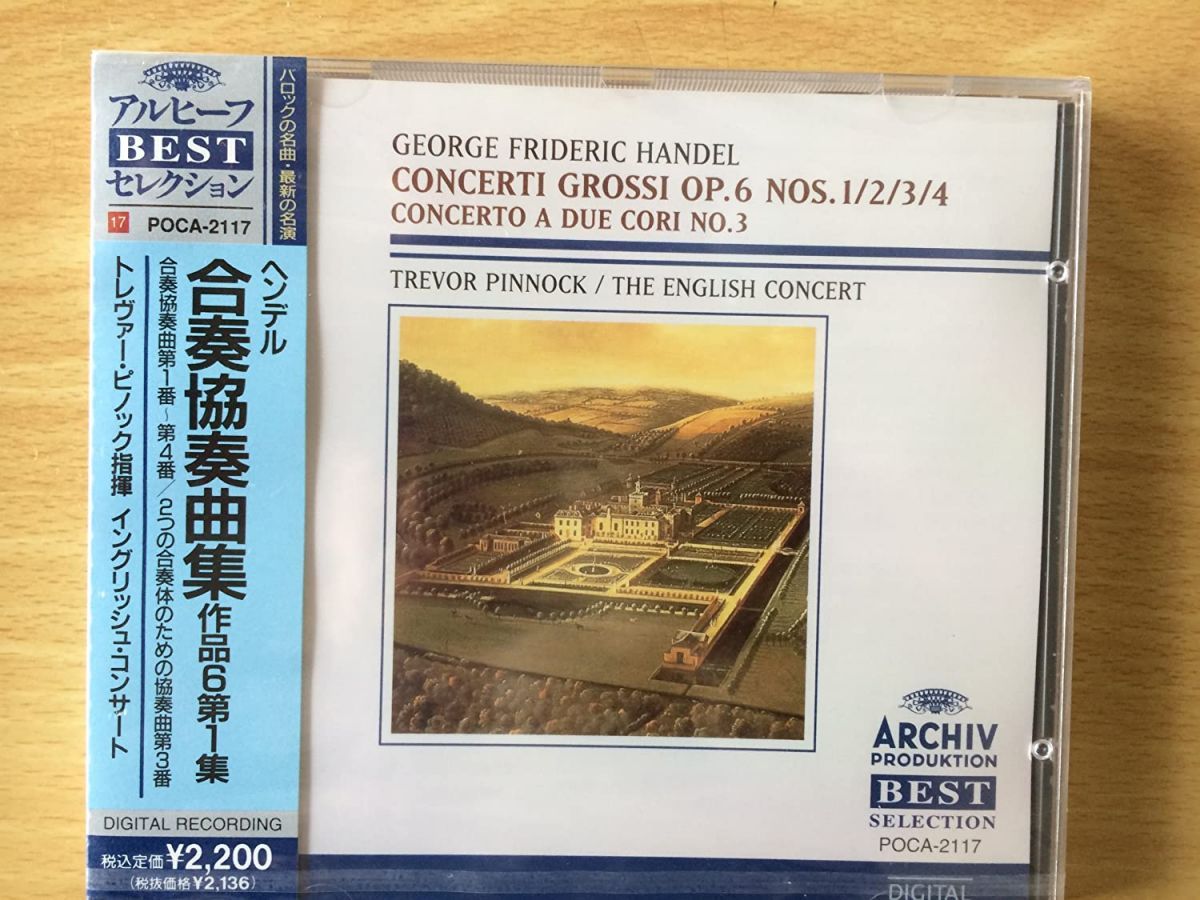 アルヒーフ
BEST
セレクション
17 POCA-2117
バロックの名曲・最新の名演
ヘンデル
合奏協奏曲集 作品6第1集
合奏協奏曲第1番~第4番/2つの合奏体のための協奏曲第3番
トレヴァー・ピノック指揮 イングリッシュ・コンサート
DIGITAL RECORDING
税込定価¥2,200
(税抜価格¥2,136)
GEORGE FRIDERIC HANDEL
CONCERTI GROSSI OP.6 NOS.1/2/3/4
CONCERTO A DUE CORI NO.3
TREVOR PINNOCK / THE ENGLISH CONCERT
ARCHIV
PRODUKTION
BEST
SELECTION
POCA-2117
DIGITAL